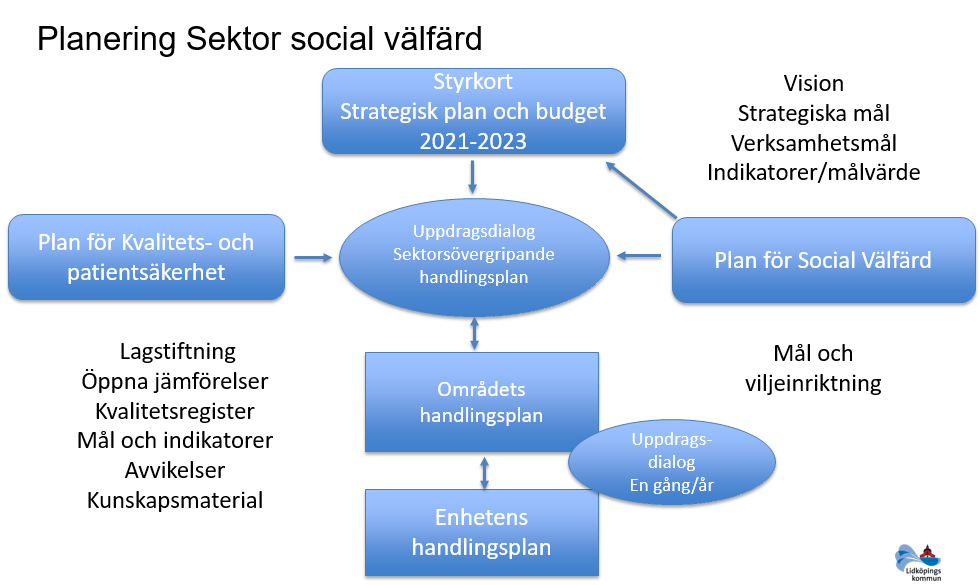 Planering Sektor social välfärd
Styrkort
Strategisk plan och budget
2021-2023
Vision
Strategiska mål
Verksamhetsmål
Indikatorer/målvärde
Plan för Kvalitets- och
patientsäkerhet
Uppdragsdialog
Sektorsövergripande
handlingsplan
Plan för Social Välfärd
Lagstiftning
Öppna jämförelser
Kvalitetsregister
Mål och indikatorer
Avvikelser
Kunskapsmaterial
Mål och
viljeinriktning
Områdets
handlingsplan
Uppdrags-
dialog
En gång/år
Enhetens
handlingsplan
Lidköpings
kommun